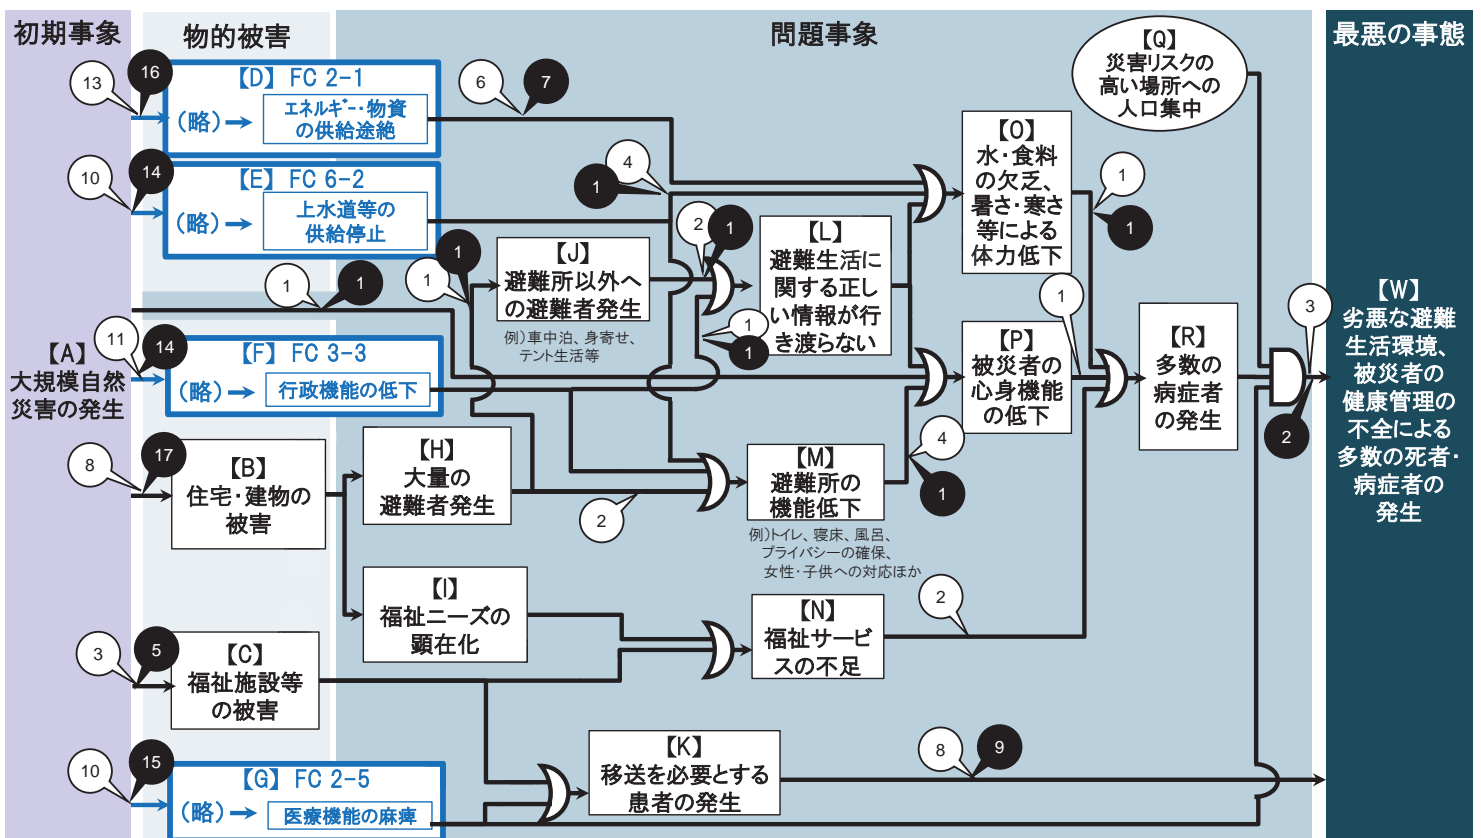 初期事象
物的被害
問題事象
最悪の事態
【A】
大規模自然
災害の発生
13
16
【D】 FC 2-1
(略)
エネルギー・物資
の供給途絶
6
7
10
14
【E】 FC 6-2
(略)
上水道等の
供給停止
4
1
1
1
11
14
【F】 FC 3-3
(略)
行政機能の低下
8
17
【B】
住宅・建物の
被害
3
5
【C】
福祉施設等
の被害
10
15
【G】 FC 2-5
(略)
医療機能の麻痺
【H】
大量の
避難者発生
【I】
福祉ニーズの
顕在化
1
1
【J】
避難所以外へ
の避難者発生
例）車中泊、身寄せ、
テント生活等
2
1
1
1
2
【K】
移送を必要とする
患者の発生
8
9
【L】
避難生活に
関する正し
い情報が行
き渡らない
【M】
避難所の
機能低下
例）トイレ、寝床、風呂、
プライバシーの確保、
女性・子供への対応ほか
4
1
【N】
福祉サービ
スの不足
2
【O】
水・食料
の欠乏、
暑さ・寒さ
等による
体力低下
1
1
【P】
被災者の
心身機能
の低下
1
【Q】
災害リスクの
高い場所への
人口集中
【R】
多数の
病症者
の発生
3
2
【W】
劣悪な避難
生活環境、
被災者の
健康管理の
不全による
多数の死者・
病症者の
発生